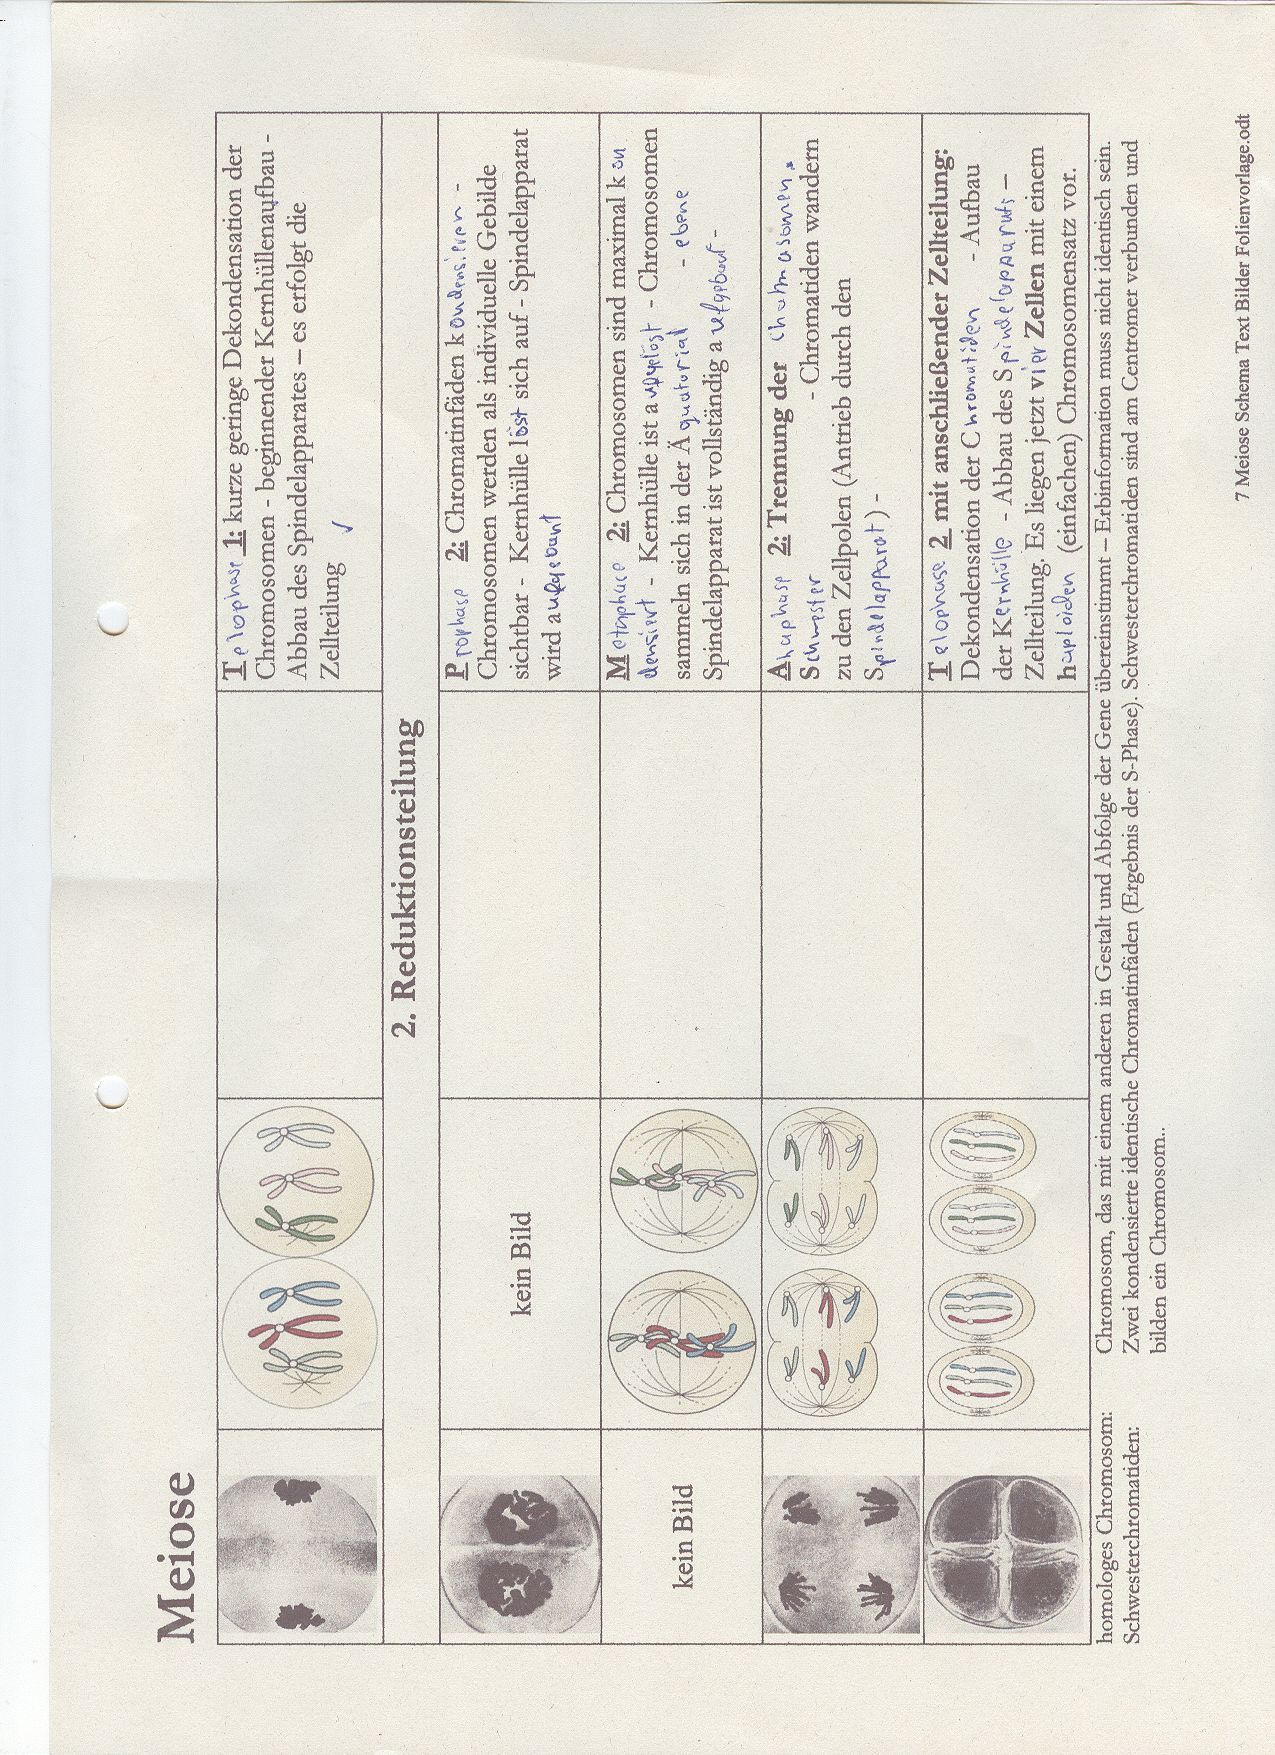 Meiose
Telophase 1: kurze geringe Dekondensation der
Chromosomen - beginnender Kernhüllenaufbau -
Abbau des Spindelapparates – es erfolgt die
Zellteilung ✓
2. Reduktionsteilung
kein Bild
Prophase 2: Chromatinfäden kondensieren -
Chromosomen werden als individuelle Gebilde
sichtbar - Kernhülle löst sich auf - Spindelapparat
wird aufgebaut
kein Bild
Metaphase 2: Chromosomen sind maximal kon
densiert - Kernhülle ist aufgelöst - Chromosomen
sammeln sich in der Äquatorial - ebene
Spindelapparat ist vollständig aufgebaut -
Anaphase 2: Trennung der
Schwester - Chromatiden wandern
zu den Zellpolen (Antrieb durch den
Spindelapparat) -
Telophase 2 mit anschließender Zellteilung:
Dekondensation der Chromatiden - Aufbau
der Kernhülle - Abbau des Spindelapparats –
Zellteilung. Es liegen jetzt vier Zellen mit einem
haploiden (einfachen) Chromosomensatz vor.
homologes Chromosom: Chromosom, das mit einem anderen in Gestalt und Abfolge der Gene übereinstimmt – Erbinformation muss nicht identisch sein.
Schwesterchromatiden: Zwei kondensierte identische Chromatinfäden (Ergebnis der S-Phase). Schwesterchromatiden sind am Centromer verbunden und
bilden ein Chromosom..
7 Meiose Schema Text Bilder Folienvorlage.odt